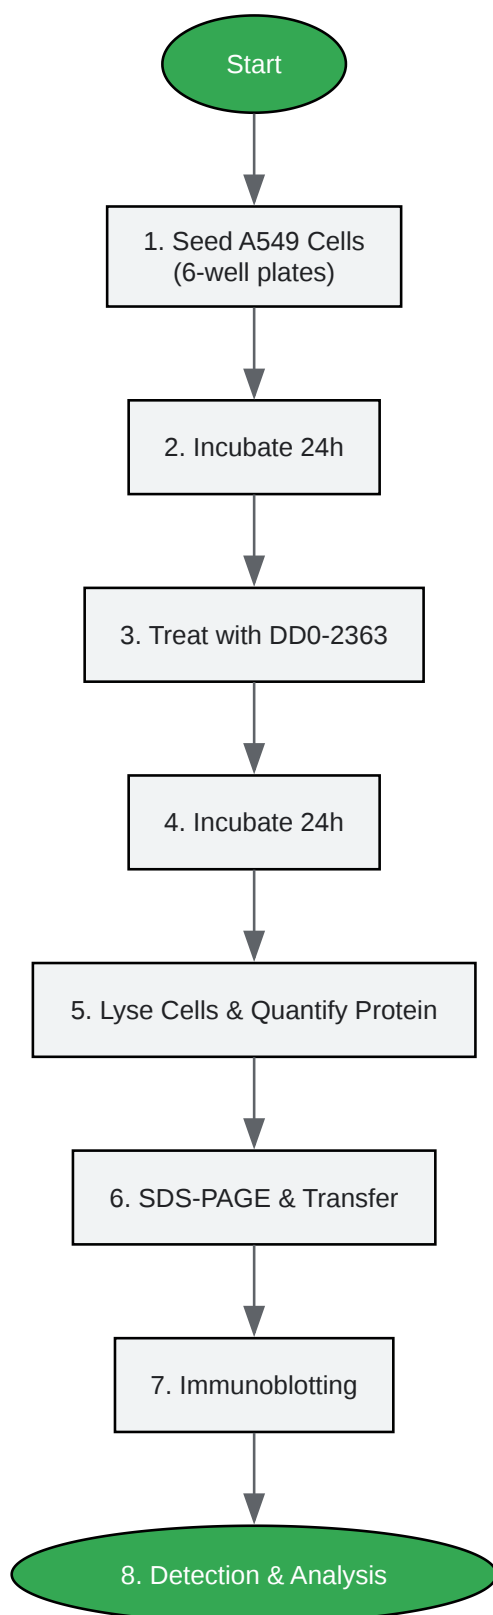 Start
1. Seed A549 Cells
(6-well plates)
2. Incubate 24h
3. Treat with DD0-2363
4. Incubate 24h
5. Lyse Cells & Quantify Protein
6. SDS-PAGE & Transfer
7. Immunoblotting
8. Detection & Analysis